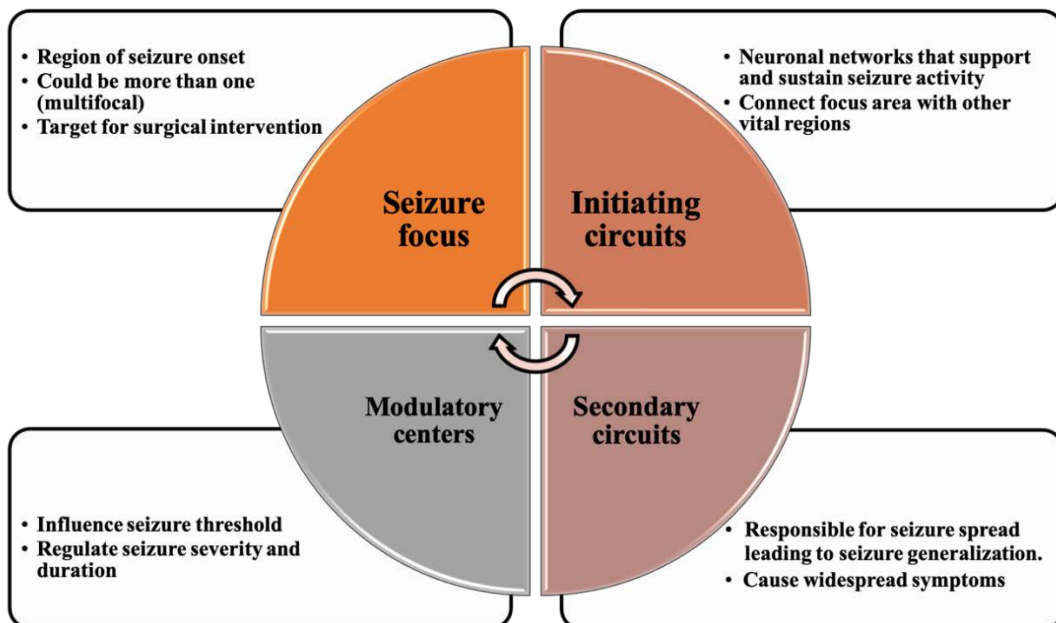 • Region of seizure onset
• Could be more than one
(multifocal)
• Target for surgical intervention
• Neuronal networks that support
and sustain seizure activity
• Connect focus area with other
vital regions
Seizure
focus
Initiating
circuits
Modulatory
centers
Secondary
circuits
• Influence seizure threshold
• Regulate seizure severity and
duration
• Responsible for seizure spread
leading to seizure generalization.
• Cause widespread symptoms